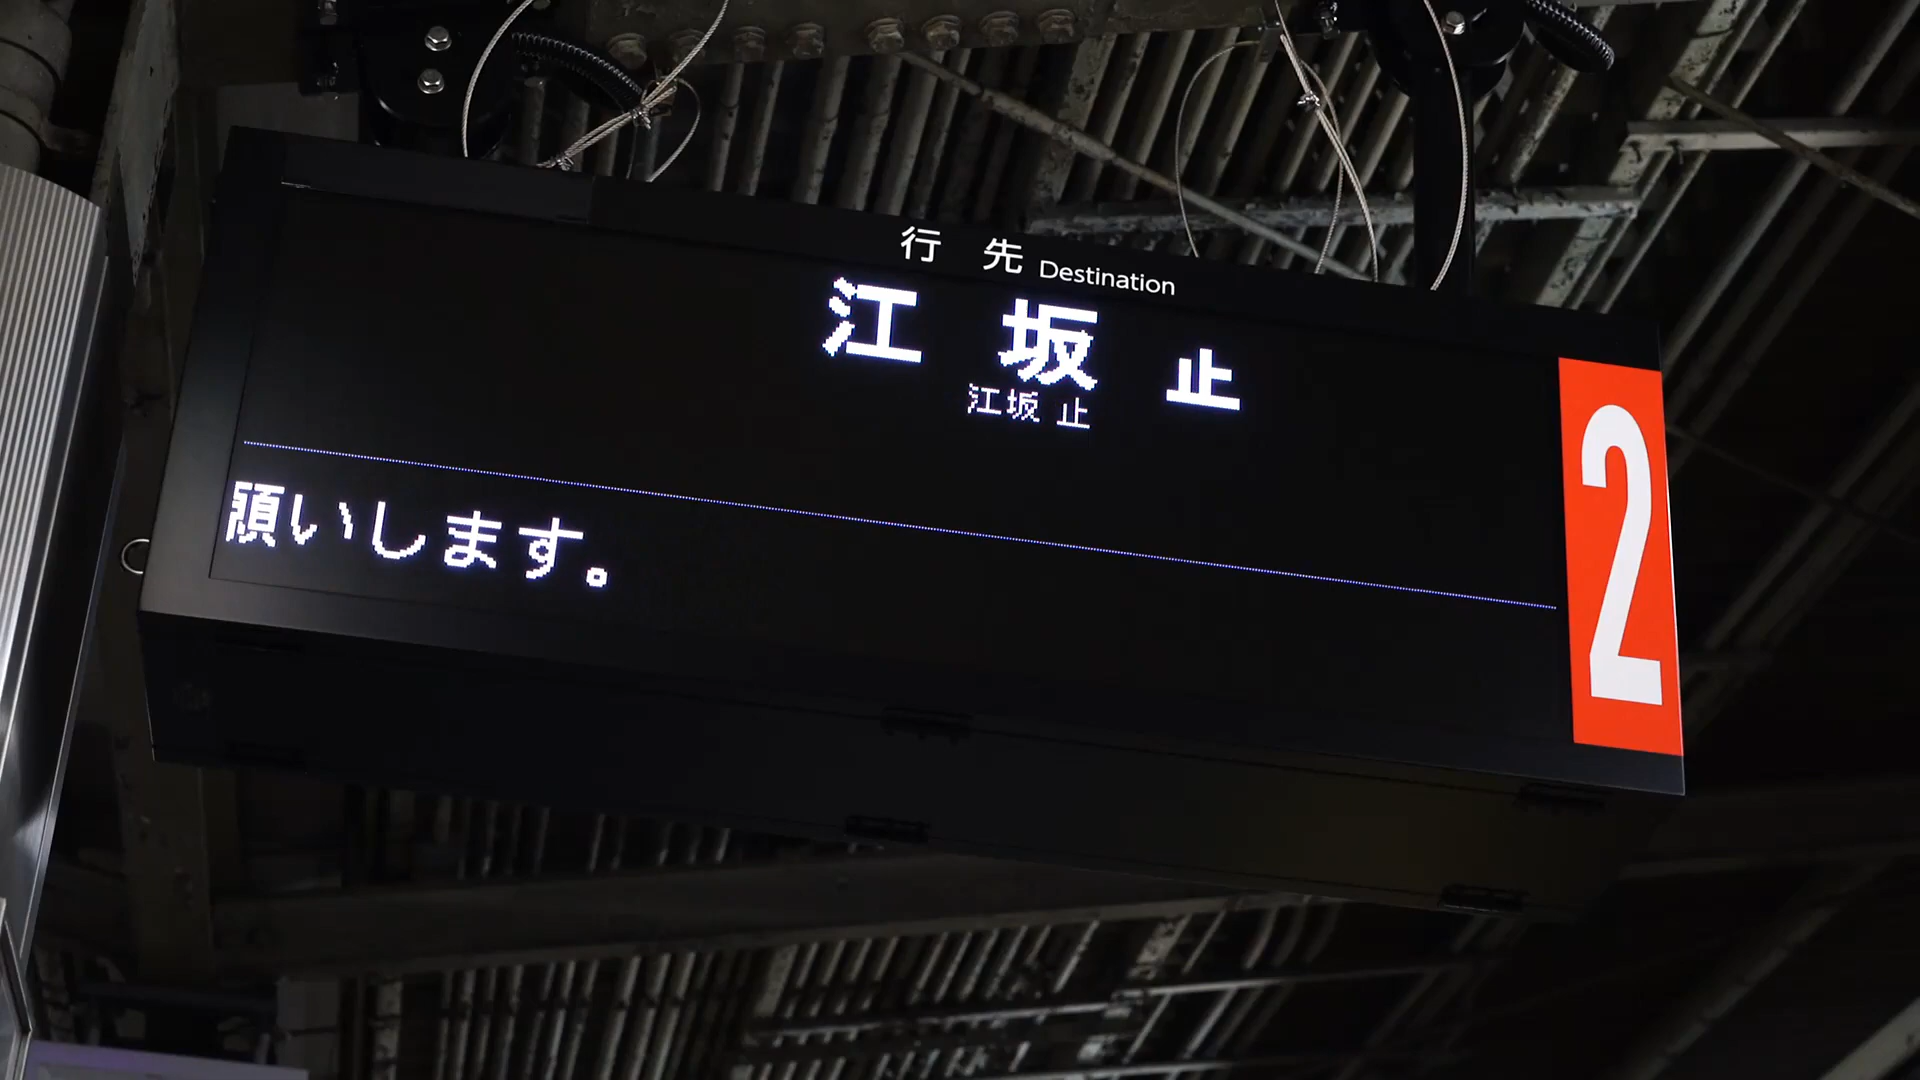 行 先 Destination
江 坂 止
江坂 止
願いします。
2